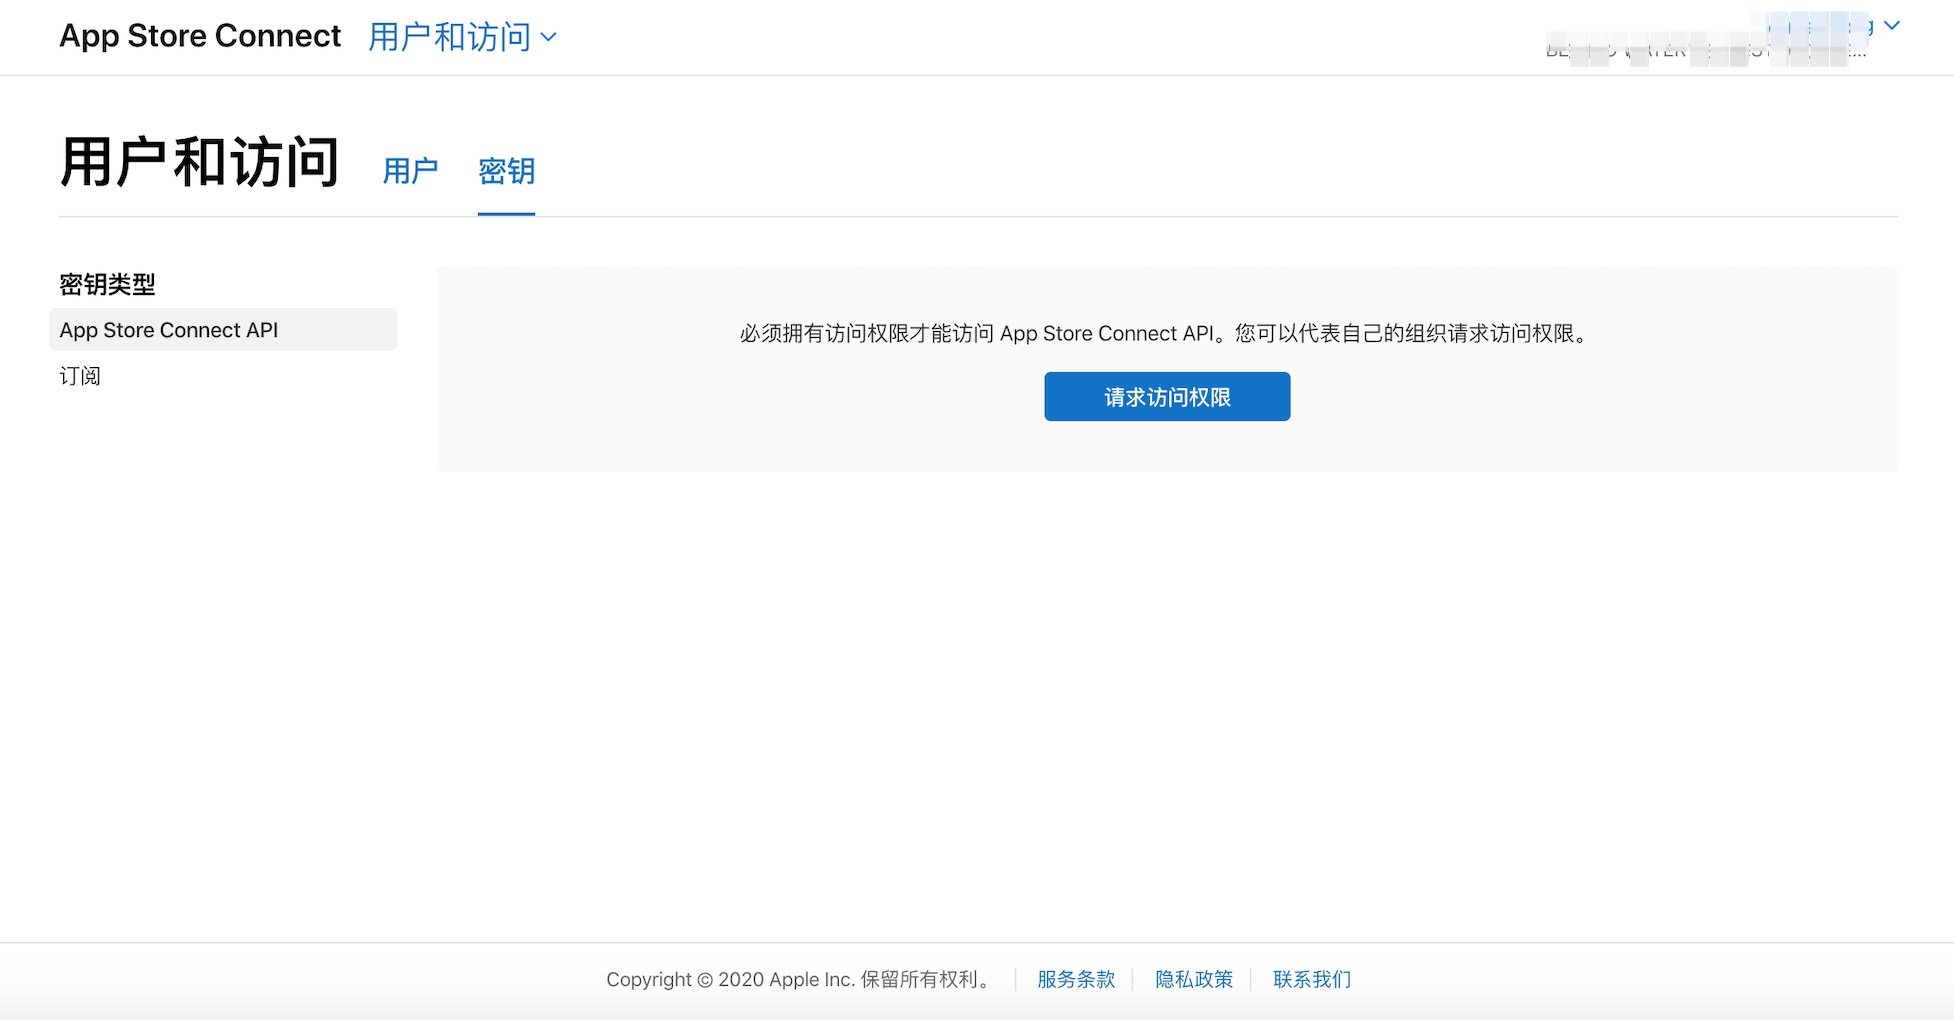 App Store Connect 用户和访问
用户和访问 用户 密钥
密钥类型
App Store Connect API
订阅
必须拥有访问权限才能访问 App Store Connect API。您可以代表自己的组织请求访问权限。
请求访问权限
Copyright © 2020 Apple Inc. 保留所有权利。 服务条款 隐私政策 联系我们